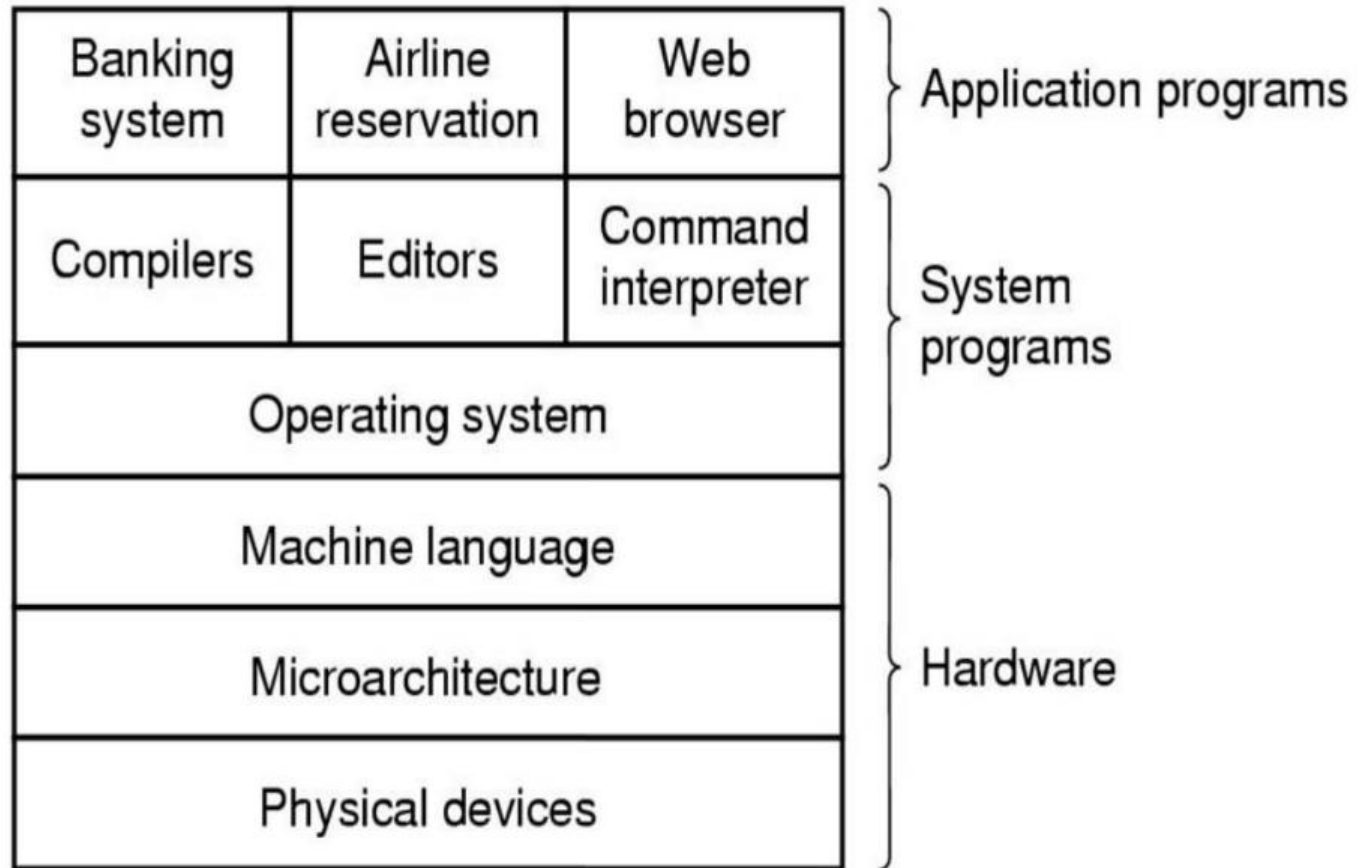 Banking
system
Airline
reservation
Web
browser
Application programs
Compilers
Editors
Command
interpreter
System
programs
Operating system
Machine language
Microarchitecture
Hardware
Physical devices